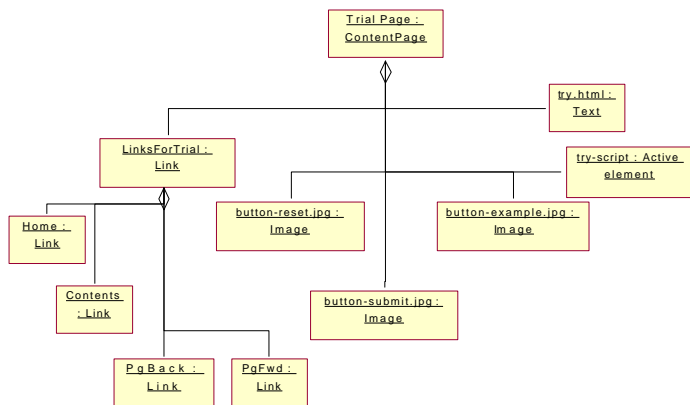 Trial Page :
ContentPage
try.html :
Text
LinksForTrial :
Link
try-script : Active
element
button-reset.jpg :
Image
button-example.jpg :
Image
Home :
Link
Contents
: Link
button-submit.jpg :
Image
PgBack :
Link
PgFwd :
Link